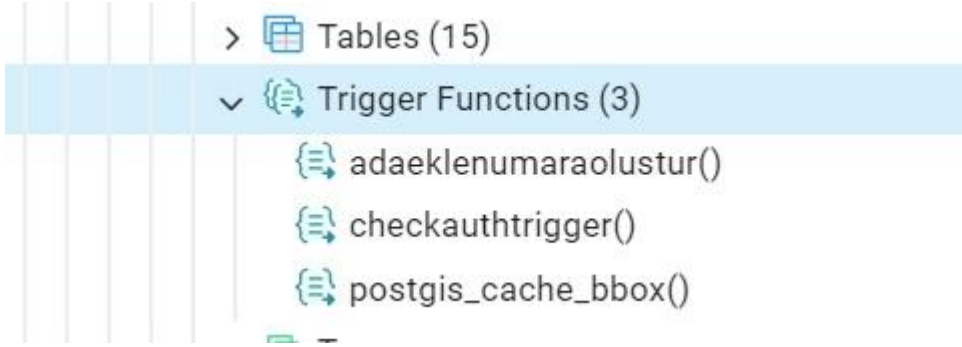 Tables (15)
Trigger Functions (3)
adaeklenumaraolustur()
checkauthtrigger()
postgis_cache_bbox()